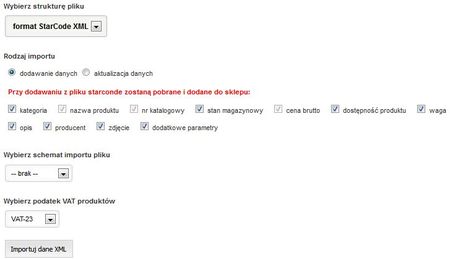 Wybierz strukturę pliku
format StarCode XML
Rodzaj importu
dodawanie danych aktualizacja danych
Przy dodawaniu z pliku starconde zostaną pobrane i dodane do sklepu:
kategoria nazwa produktu nr katalogowy stan magazynowy cena brutto dostępność produktu waga
opis producent zdjęcie dodatkowe parametry
Wybierz schemat importu pliku
-- brak --
Wybierz podatek VAT produktów
VAT-23
Importuj dane XML